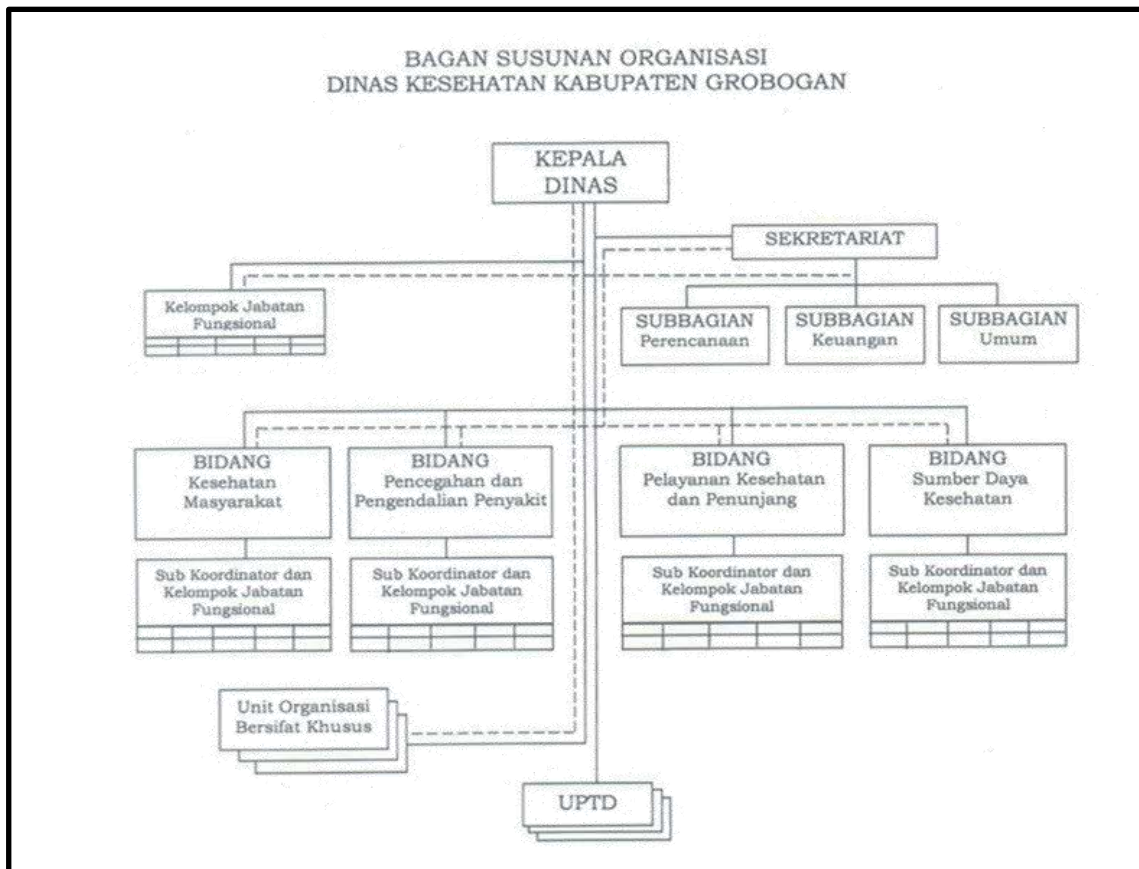 BAGAN SUSUNAN ORGANISASI
DINAS KESEHATAN KABUPATEN GROBOGAN
KEPALA
DINAS
SEKRETARIAT
Kelompok Jabatan
Fungsional
SUBBAGIAN
Perencanaan
SUBBAGIAN
Keuangan
SUBBAGIAN
Umum
BIDANG
Kesehatan
Masyarakat
BIDANG
Pencegahan dan
Pengendalian Penyakit
BIDANG
Pelayanan Kesehatan
dan Penunjang
BIDANG
Sumber Daya
Kesehatan
Sub Koordinator dan
Kelompok Jabatan
Fungsional
Sub Koordinator dan
Kelompok Jabatan
Fungsional
Sub Koordinator dan
Kelompok Jabatan
Fungsional
Sub Koordinator dan
Kelompok Jabatan
Fungsional
Unit Organisasi
Bersifat Khusus
UPTD